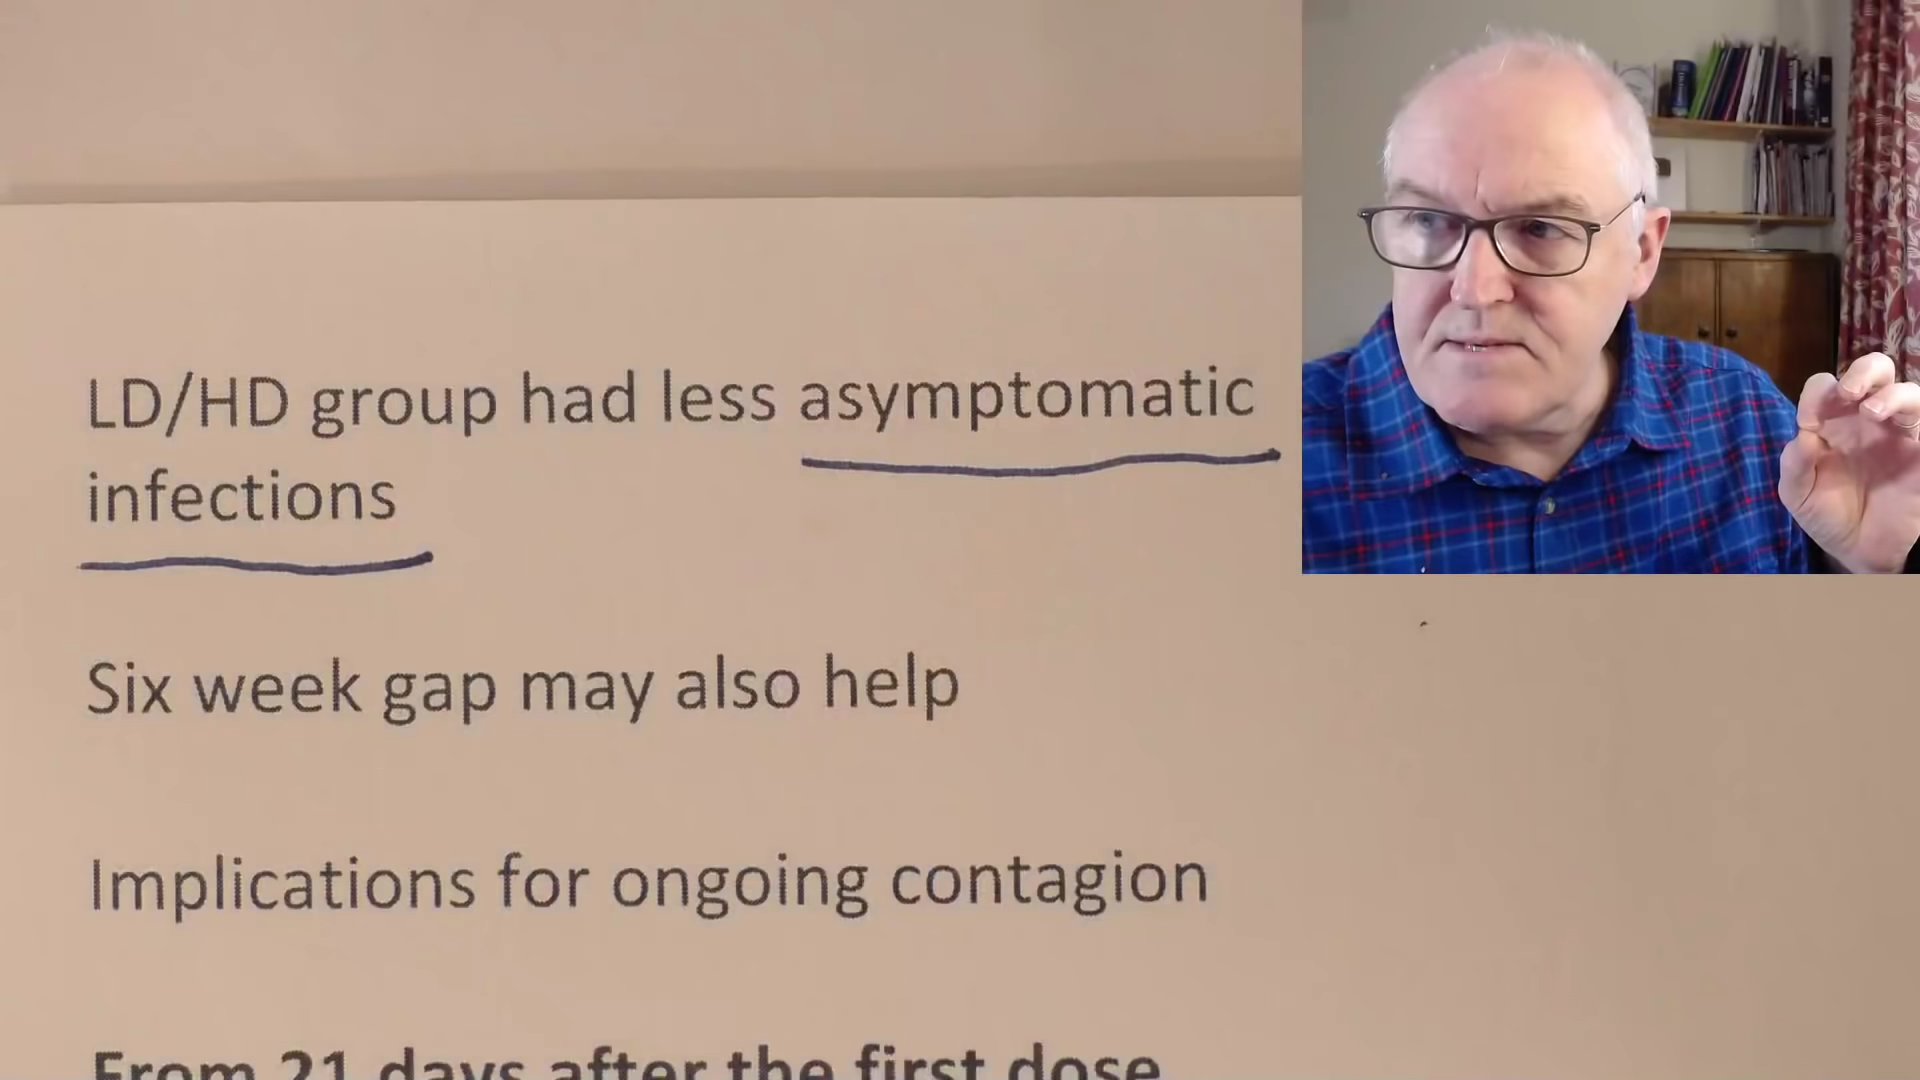 LD/HD group had less asymptomatic
infections
Six week gap may also help
Implications for ongoing contagion
From 21 days after the first dose